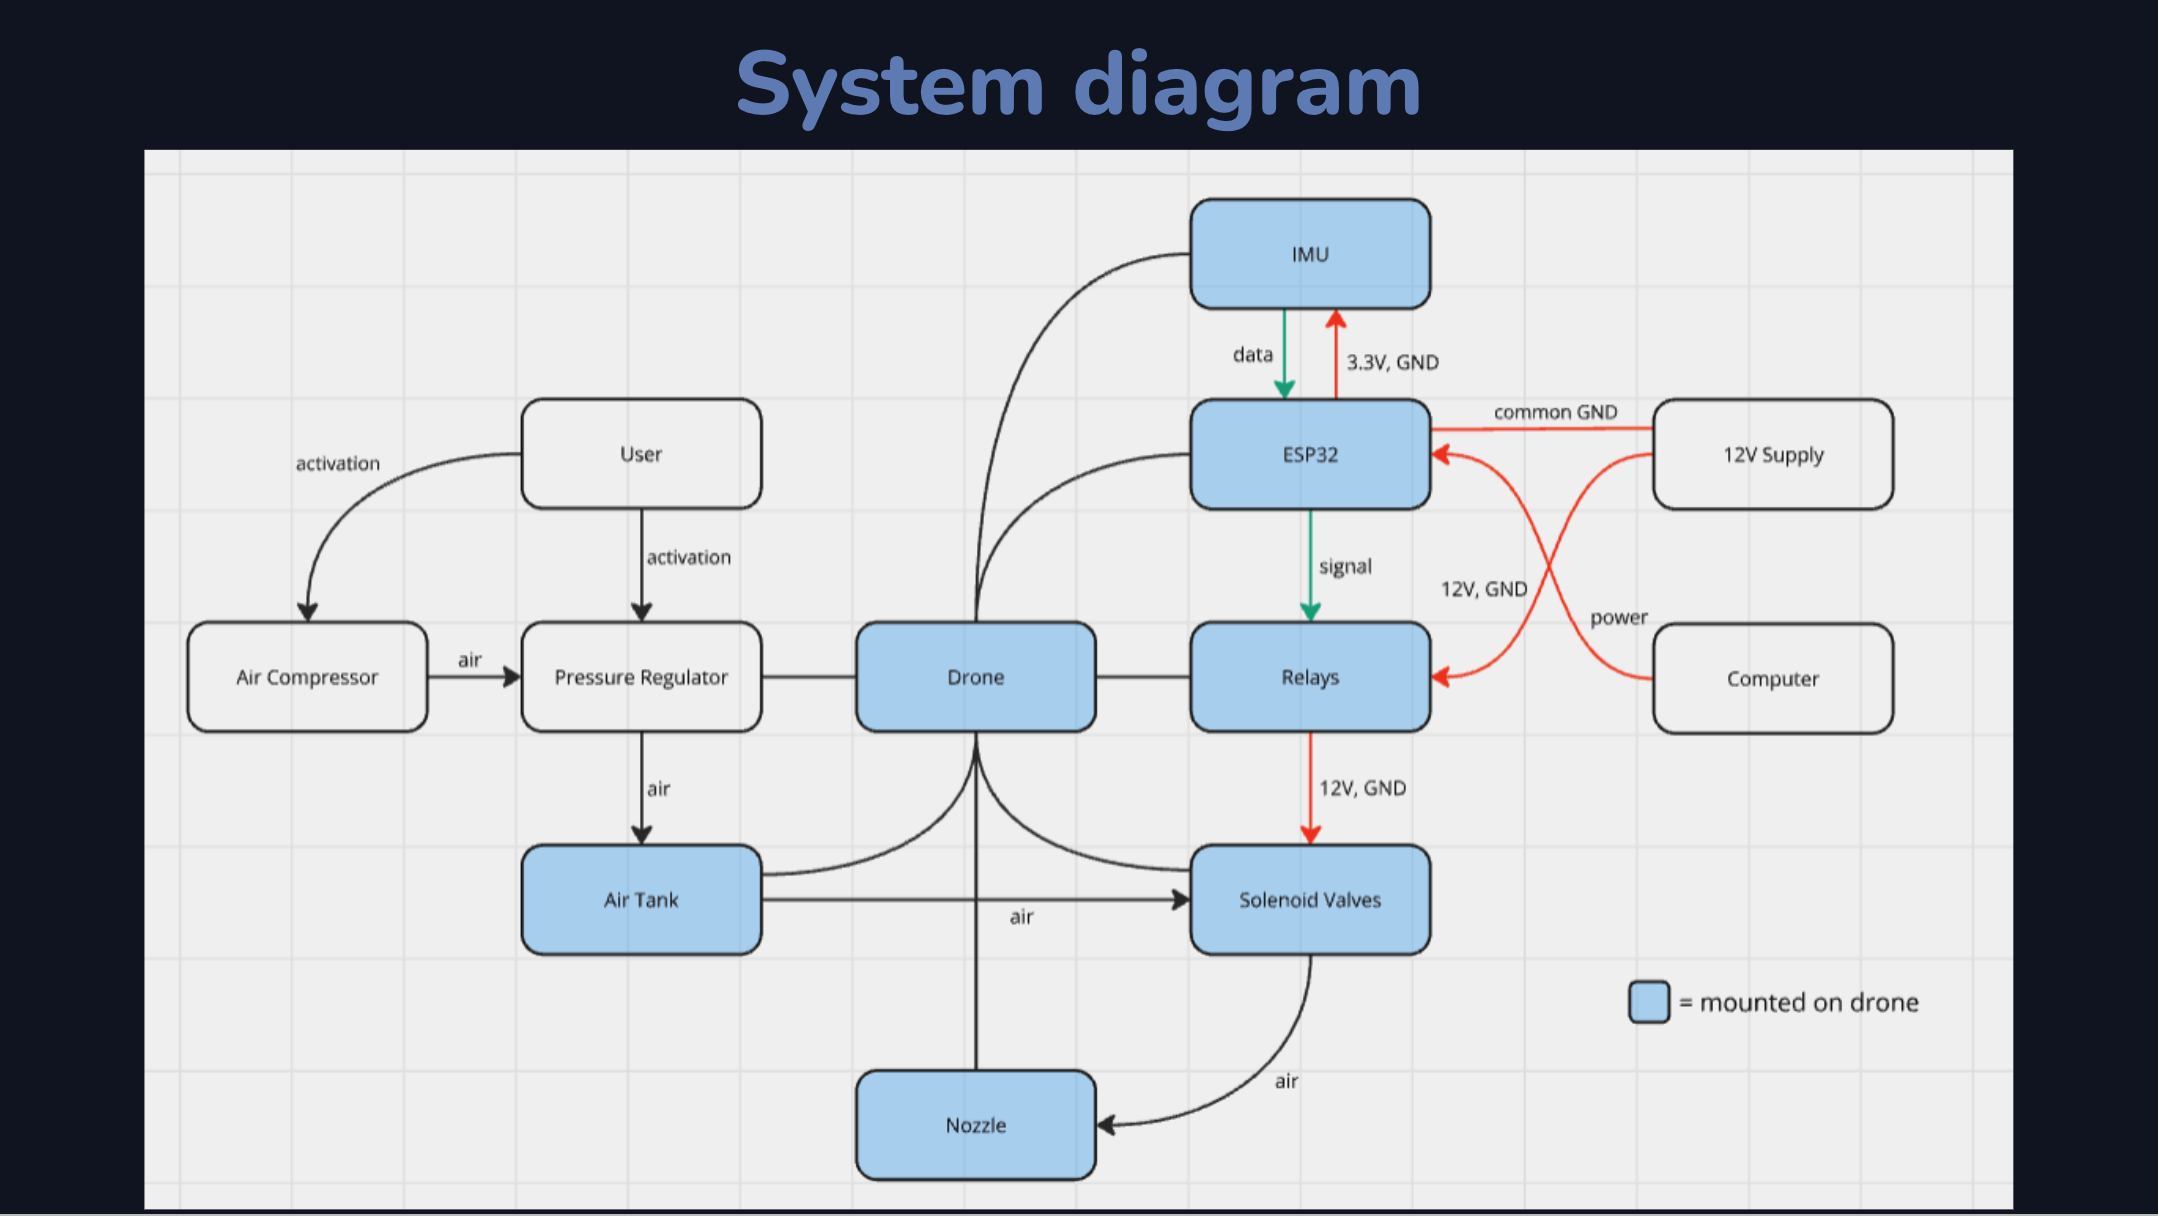 System diagram
IMU
data
3.3V, GND
User
activation
ESP32
common GND
12V Supply
activation
signal
12V, GND
power
Air Compressor
air
Pressure Regulator
Drone
Relays
Computer
air
12V, GND
Air Tank
air
Solenoid Valves
= mounted on drone
air
Nozzle